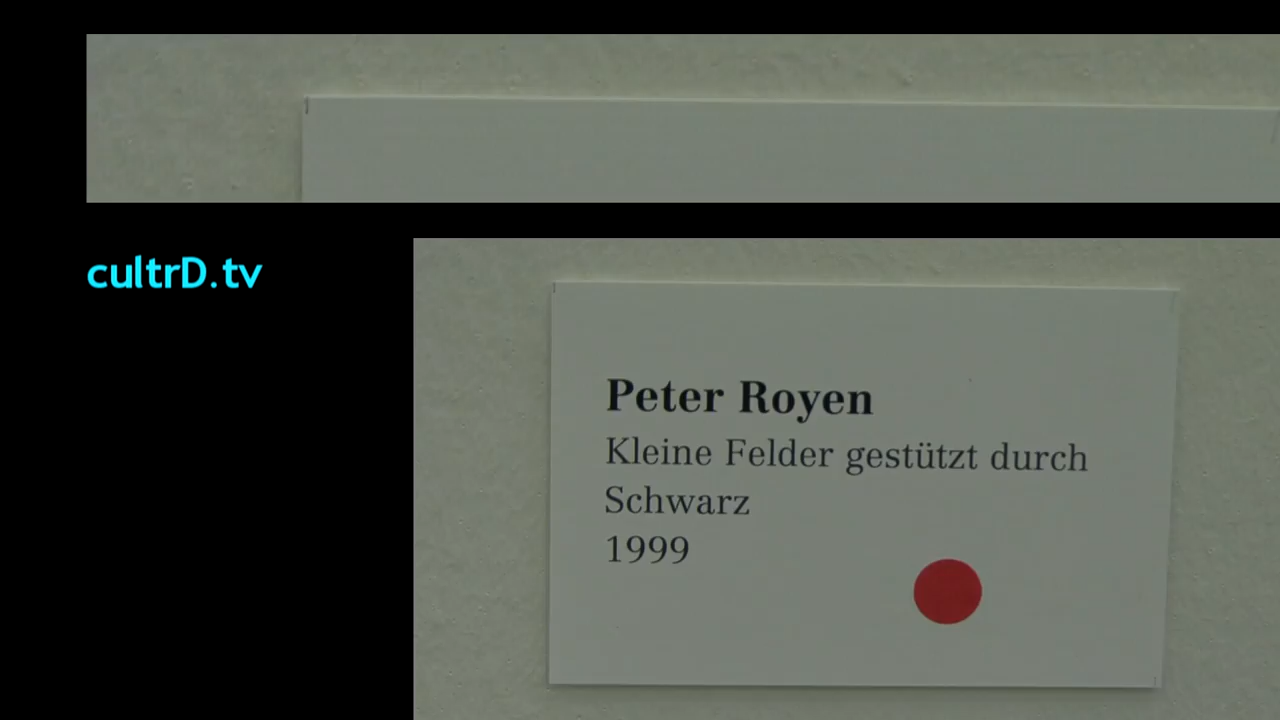 cultrD.tv
Peter Royen
Kleine Felder gestützt durch
Schwarz
1999